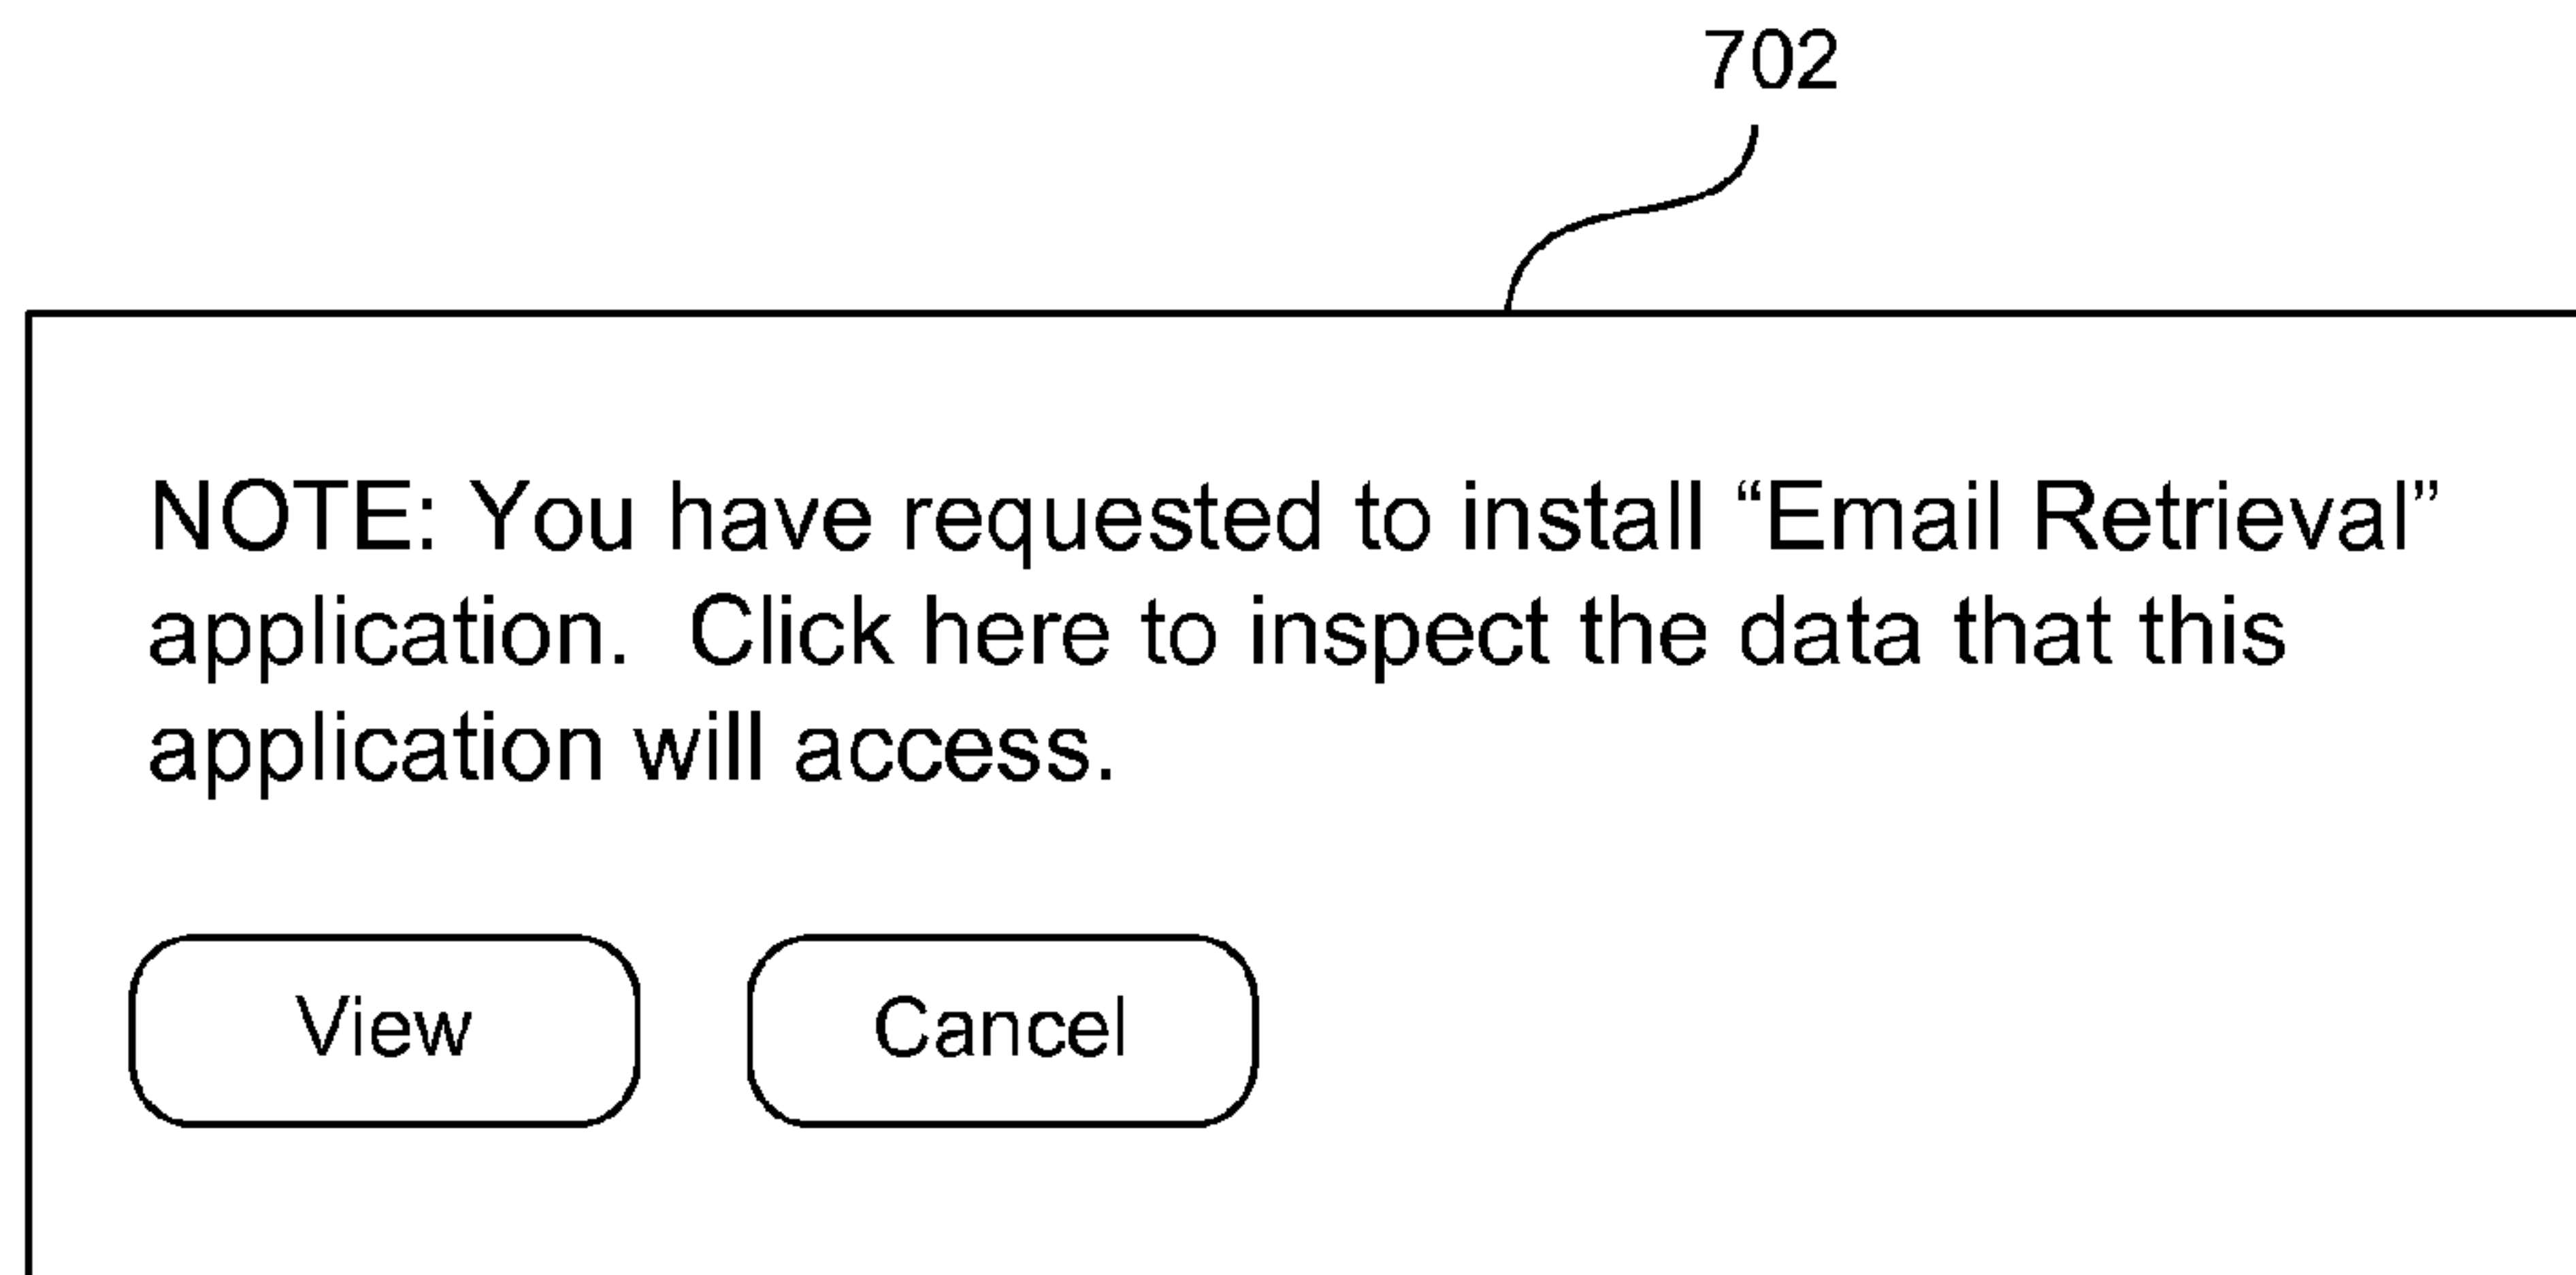 702
NOTE: You have requested to install “Email Retrieval”
application.  Click here to inspect the data that this
application will access.
View
Cancel